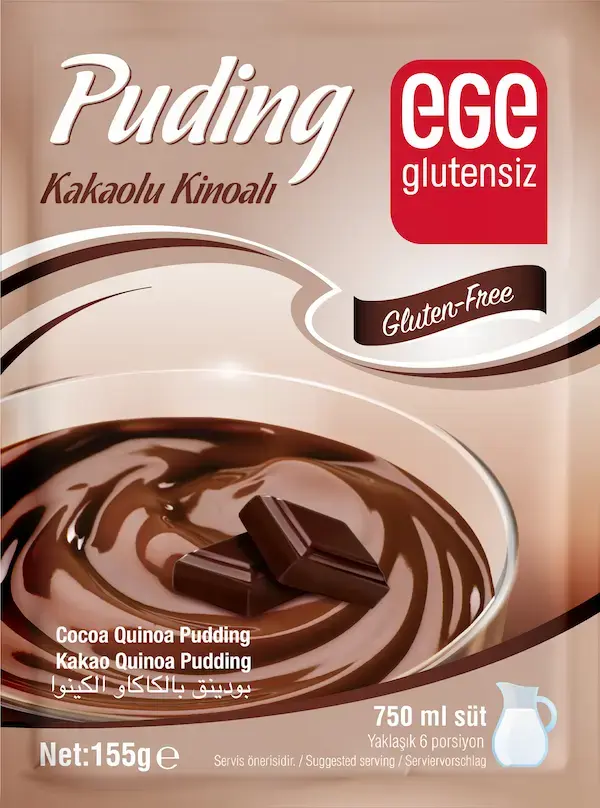 Puding
Kakaolu Kinoalı
eGe
glutensiz
Gluten-Free
Cocoa Quinoa Pudding
Kakao Quinoa Pudding
بودينق بالكاكاو الكينوا
750 ml süt
Yaklaşık 6 porsiyon
Net:155g e
Servis önerisidir. / Suggested serving / Serviervorschlag